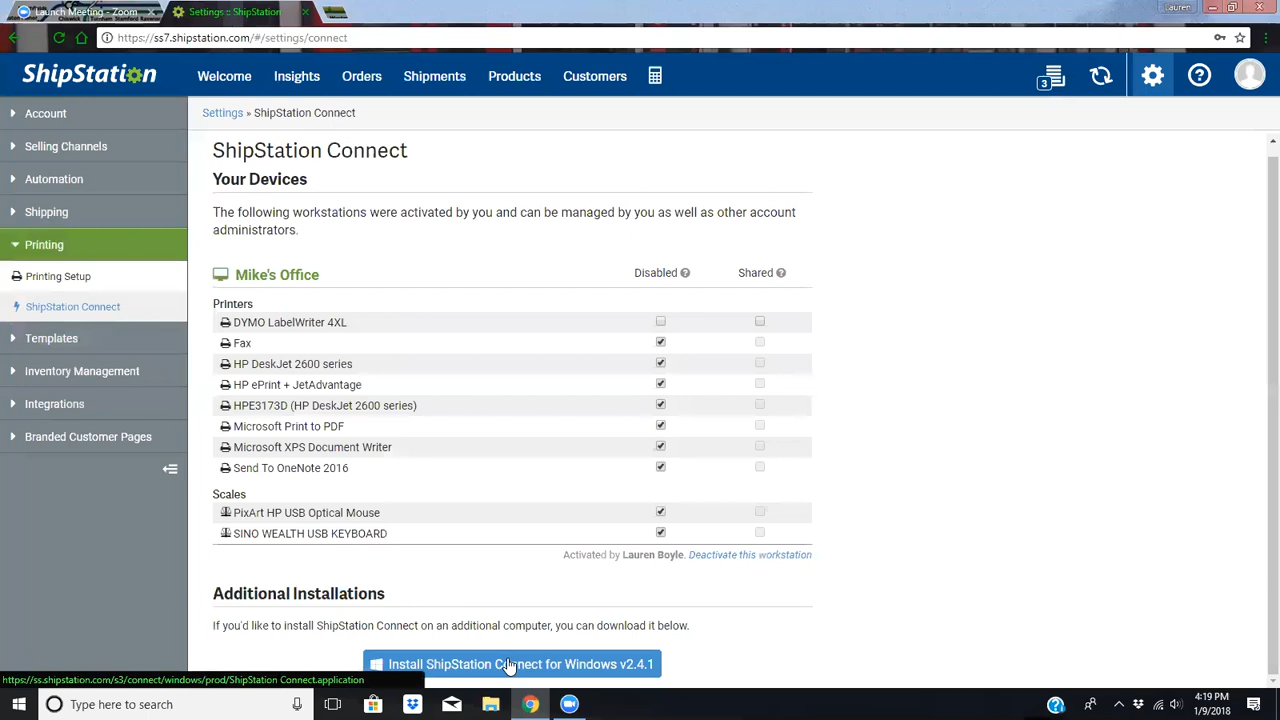 Launch Meeting - Zoom
Settings :: ShipStation
Lauren
https://ss7.shipstation.com/#/settings/connect
ShipStation
Welcome
Insights
Orders
Shipments
Products
Customers
3
Account
Selling Channels
Automation
Shipping
Printing
Printing Setup
ShipStation Connect
Templates
Inventory Management
Integrations
Branded Customer Pages
Settings » ShipStation Connect
ShipStation Connect
Your Devices
The following workstations were activated by you and can be managed by you as well as other account
administrators.
Mike's Office Disabled ? Shared ?
Printers
DYMO LabelWriter 4XL
Fax
HP DeskJet 2600 series
HP ePrint + JetAdvantage
HPE3173D (HP DeskJet 2600 series)
Microsoft Print to PDF
Microsoft XPS Document Writer
Send To OneNote 2016
Scales
PixArt HP USB Optical Mouse
SINO WEALTH USB KEYBOARD
Activated by Lauren Boyle. Deactivate this workstation
Additional Installations
If you'd like to install ShipStation Connect on an additional computer, you can download it below.
Install ShipStation Connect for Windows v2.4.1
https://ss.shipstation.com/s3/connect/windows/prod/ShipStation Connect.application
Type here to search
4:19 PM
1/9/2018